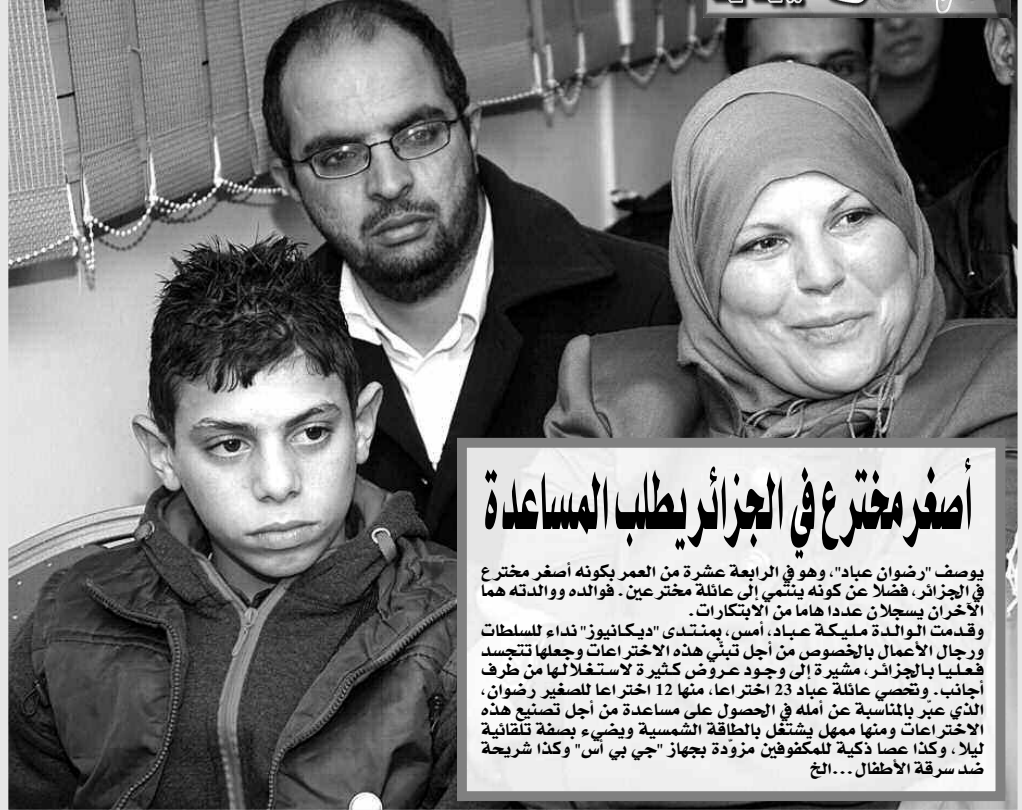 أصغر مخترع في الجزائر يطلب المساعدة
يوصف "رضوان عباد"، وهو في الرابعة عشرة من العمر بكونه أصغر مخترع
في الجزائر، فضلا عن كونه ينتمي إلى عائلة مخترعين. فوالده ووالدته هما
الآخران يسجلان عددا هاما من الابتكارات.
وقدمت الوالدة مليكة عباد، أمس، بمنتدى "ديكانيوز" نداء للسلطات
ورجال الأعمال بالخصوص من أجل تبنّي هذه الاختراعات وجعلها تتجسد
فعليا بالجزائر، مشيرة إلى وجود عروض كثيرة لاستغلالها من طرف
أجانب. وتحصي عائلة عباد 23 اختراعا، منها 12 اختراعا للصغير رضوان،
الذي عبّر بالمناسبة عن أمله في الحصول على مساعدة من أجل تصنيع هذه
الاختراعات ومنها ممهل يشتغل بالطاقة الشمسية ويضيء بصفة تلقائية
ليلا، وكذا عصا ذكية للمكفوفين مزوّدة بجهاز "جي بي أس" وكذا شريحة
ضد سرقة الأطفال...الخ